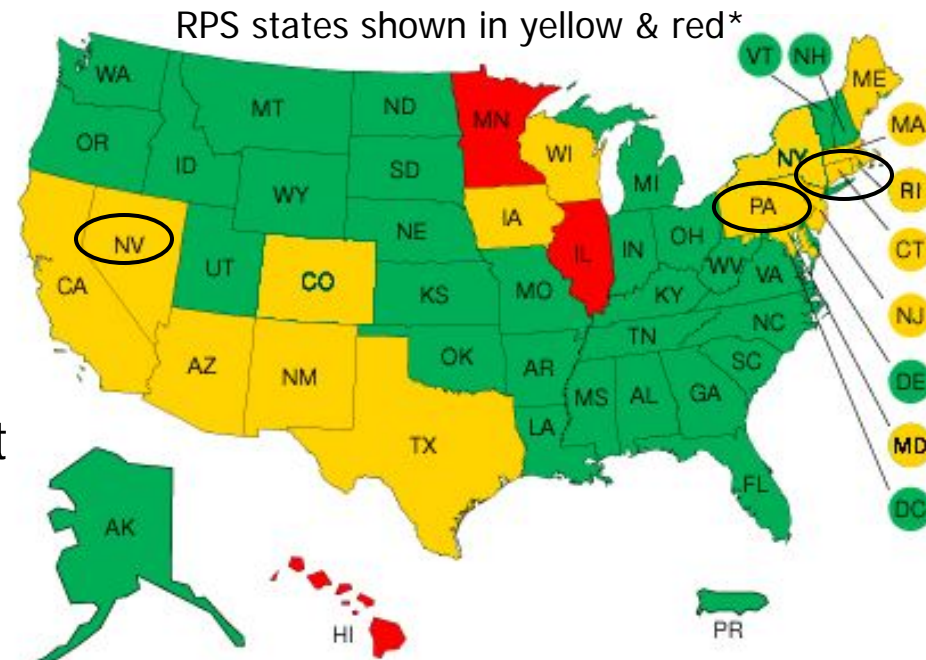 RPS states shown in yellow & red*
VT NH
WA
ME
MT
ND
MN
MA
OR
NY
WI
ID
SD
MI
RI
WY
PA
IA
NV
CT
NE
OH
IN
IL
UT
CO
WV
VA
CA
KS
MO
KY
NJ
NC
TN
OK
AZ
NM
AR
SC
DE
MS AL GA
t
LA
TX
MD
FL
DC
AK
HI
PR